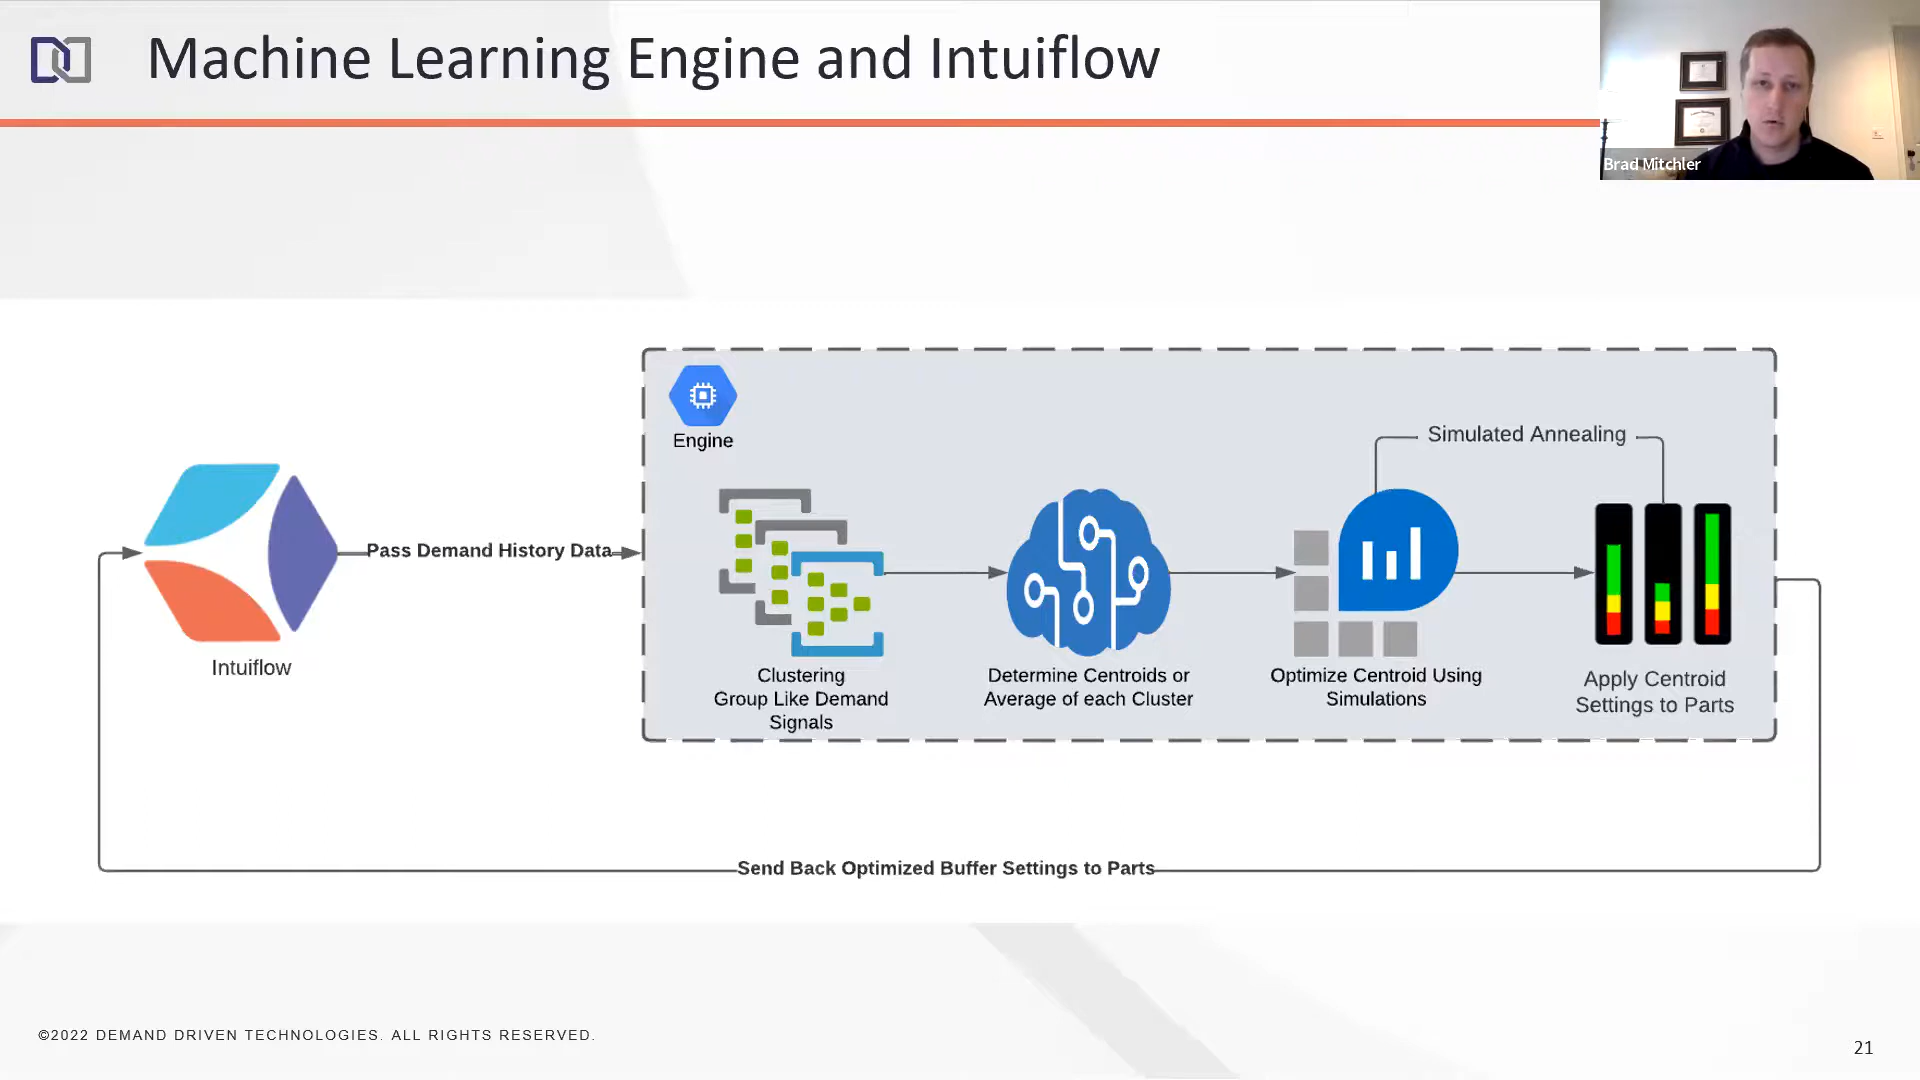 Machine Learning Engine and Intuiflow
Brad Mitchler
Engine
Simulated Annealing
Pass Demand History Data
Intuiflow
Clustering
Group Like Demand
Signals
Determine Centroids or
Average of each Cluster
Optimize Centroid Using
Simulations
Apply Centroid
Settings to Parts
Send Back Optimized Buffer Settings to Parts
©2022 DEMAND DRIVEN TECHNOLOGIES. ALL RIGHTS RESERVED.
21